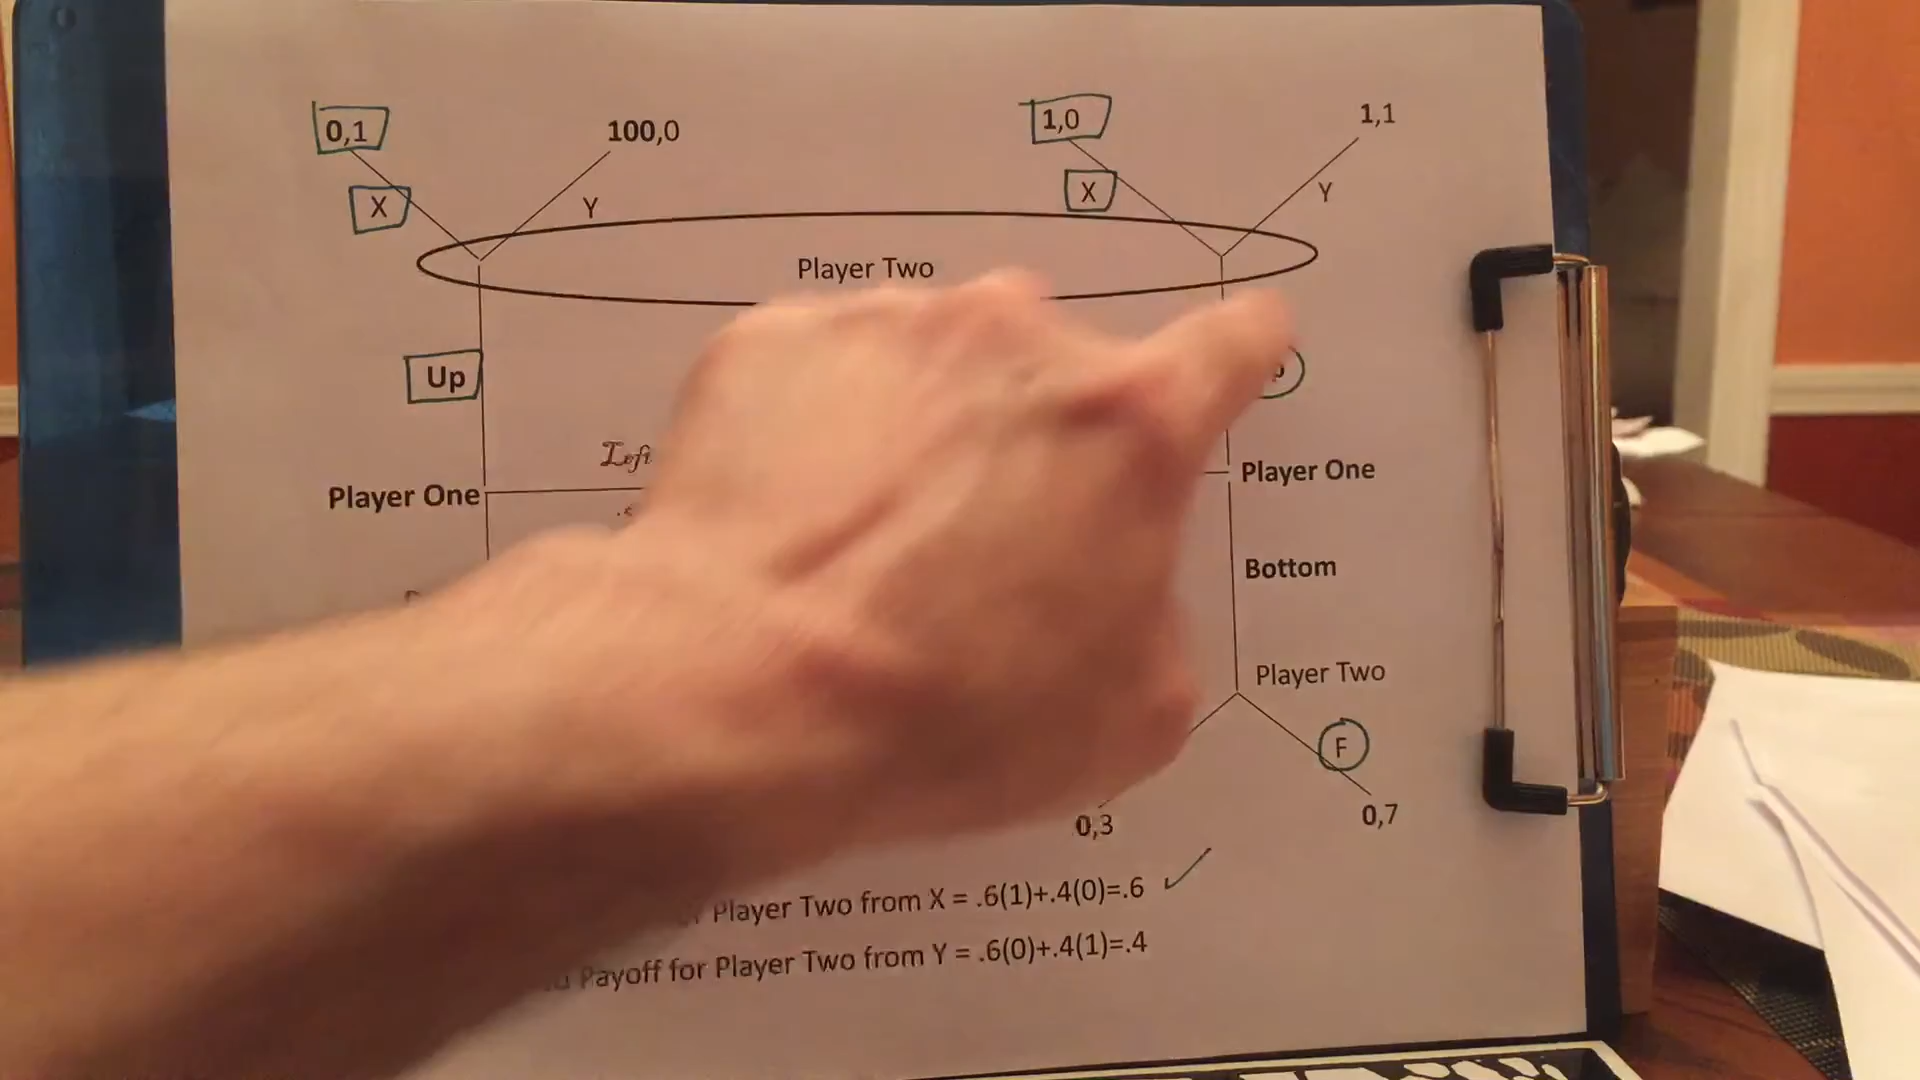 0,1
100,0
1,0
1,1
X
Y
X
Y
Player Two
Up
Left
Player One
Player One
Bottom
Player Two
F
0,3
0,7
Player Two from X = .6(1)+.4(0)=.6 ✓
Payoff for Player Two from Y = .6(0)+.4(1)=.4